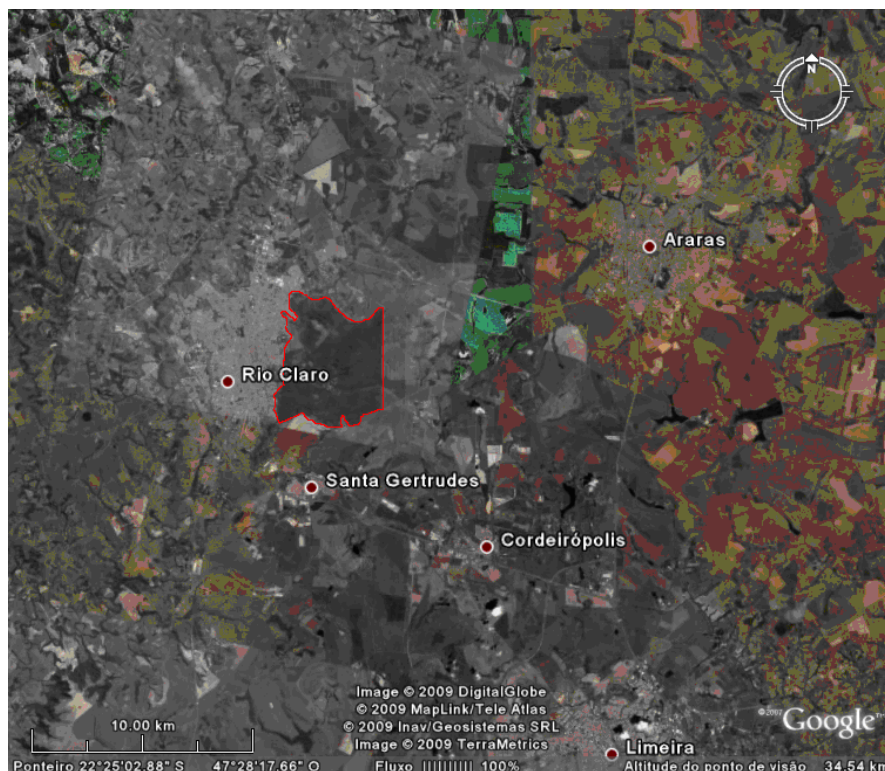 N
Araras
Rio Claro
Santa Gertrudes
Cordeirópolis
Image © 2009 DigitalGlobe
© 2009 MapLink/Tele Atlas
© 2009 Inav/Geosistemas SRL
Image © 2009 TerraMetrics
10.00 km
©2007 Google™
Limeira
Ponteiro 22°25'02.88" S 47°28'17.66" O Fluxo |||||||||| 100% Altitude do ponto de visão 34.54 km